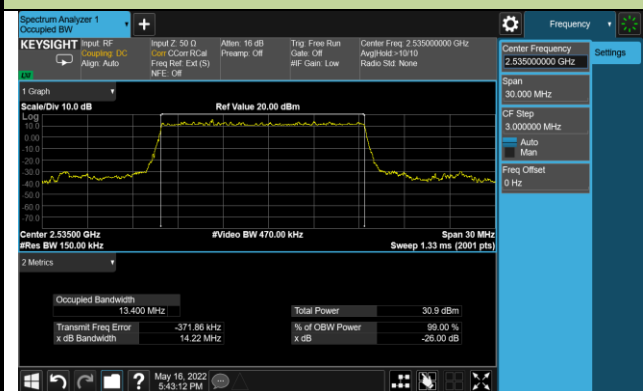 Spectrum Analyzer 1
Occupied BW
Frequency
KEYSIGHT
Input: RF
Coupling: DC
Align: Auto
Input Z: 50 Ω
Corr CCorr RCal
Freq Ref: Ext (S)
NFE: Off
Atten: 16 dB
Preamp: Off
Trig: Free Run
Gate: Off
#IF Gain: Low
Center Freq: 2.535000000 GHz
Avg|Hold:>10/10
Radio Std: None
Center Frequency
2.535000000 GHz
Settings
Span
30.000 MHz
CF Step
3.000000 MHz
Auto
Man
Freq Offset
0 Hz
1 Graph
Scale/Div 10.0 dB
Ref Value 20.00 dBm
Log
10.0
0.00
-10.0
-20.0
-30.0
-40.0
-50.0
-60.0
-70.0
Center 2.53500 GHz
#Video BW 470.00 kHz
Span 30 MHz
#Res BW 150.00 kHz
Sweep 1.33 ms (2001 pts)
2 Metrics
Occupied Bandwidth
13.400 MHz
Total Power
30.9 dBm
Transmit Freq Error
-371.86 kHz
% of OBW Power
99.00 %
x dB Bandwidth
14.22 MHz
x dB
-26.00 dB
May 16, 2022
5:43:12 PM